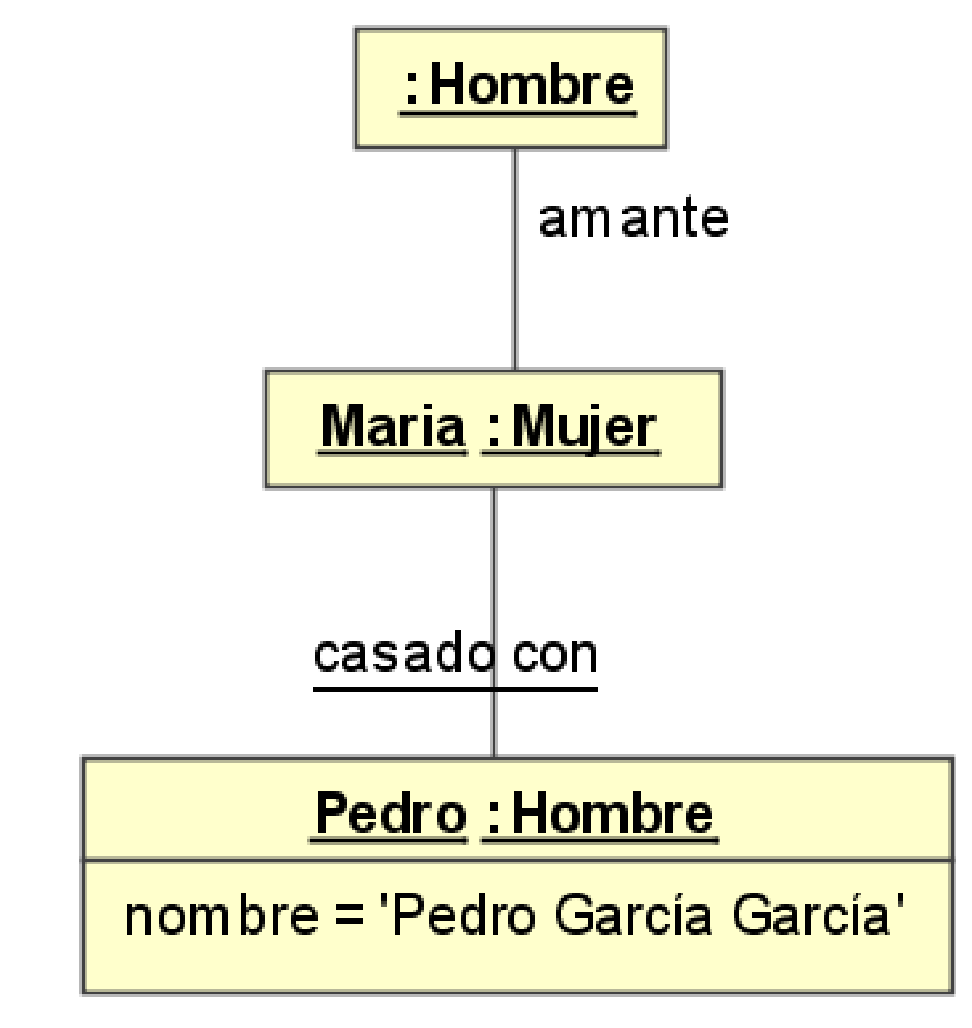 :Hombre
amante
Maria :Mujer
casado con
Pedro :Hombre
nombre = 'Pedro García García'